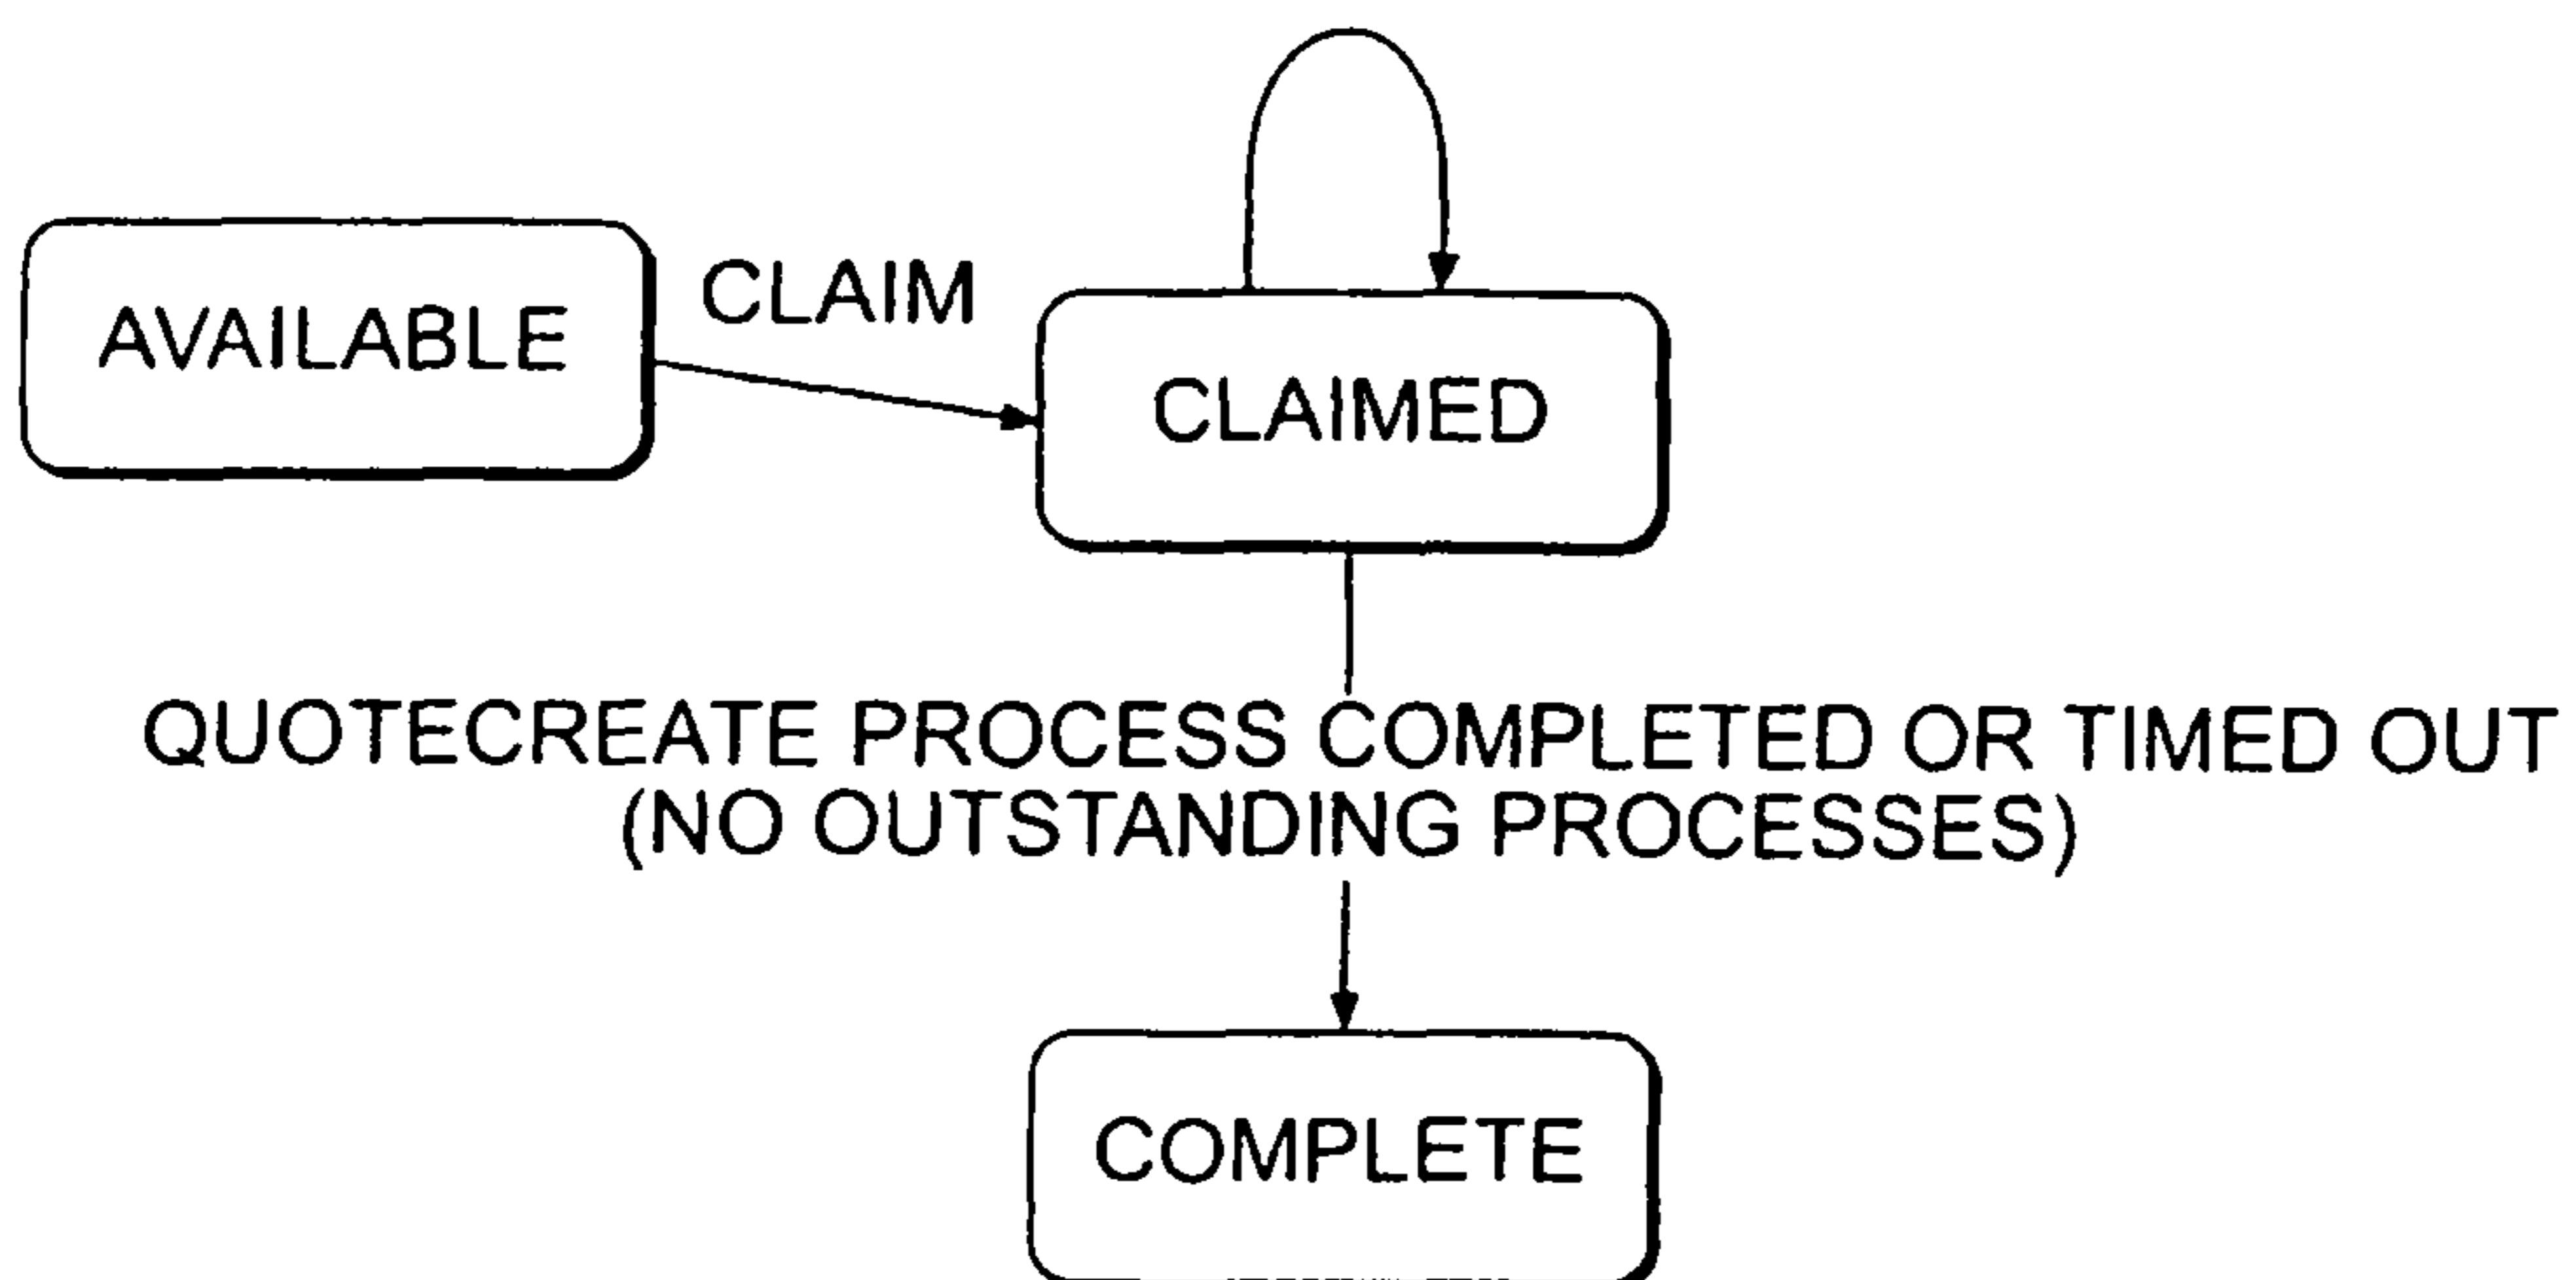 AVAILABLE
CLAIM
CLAIMED
QUOTECREATE PROCESS COMPLETED OR TIMED OUT
(NO OUTSTANDING PROCESSES)
COMPLETE